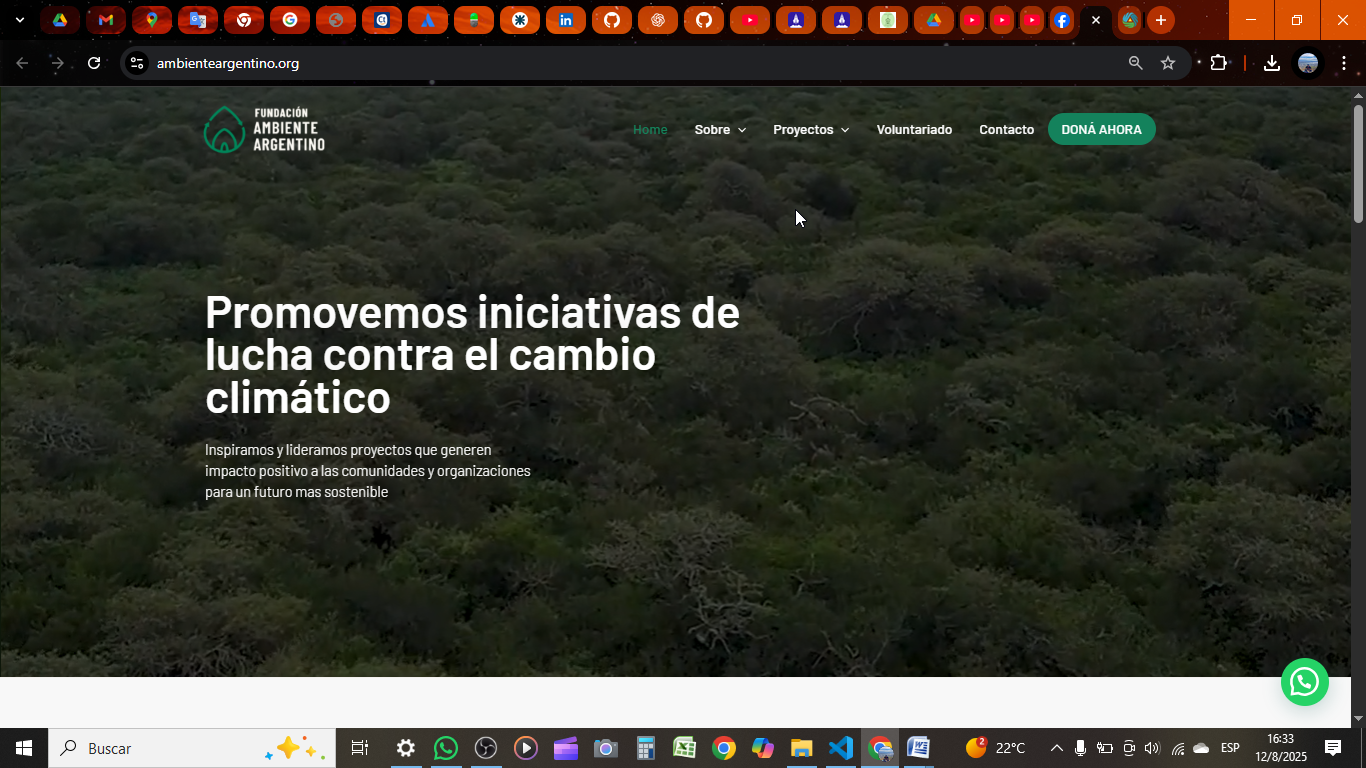 ambienteargentino.org
FUNDACIÓN
AMBIENTE
ARGENTINO
Home
Sobre
Proyectos
Voluntariado
Contacto
DONÁ AHORA
Promovemos iniciativas de
lucha contra el cambio
climático
Inspiramos y lideramos proyectos que generen
impacto positivo a las comunidades y organizaciones
para un futuro mas sostenible
Buscar
2
22°C
ESP
16:33
12/8/2025